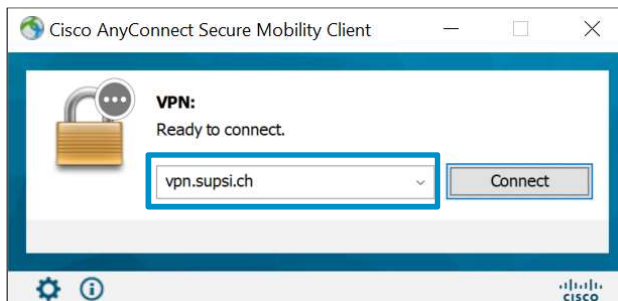 Cisco AnyConnect Secure Mobility Client
VPN:
Ready to connect.
vpn.supsi.ch
Connect
cisco